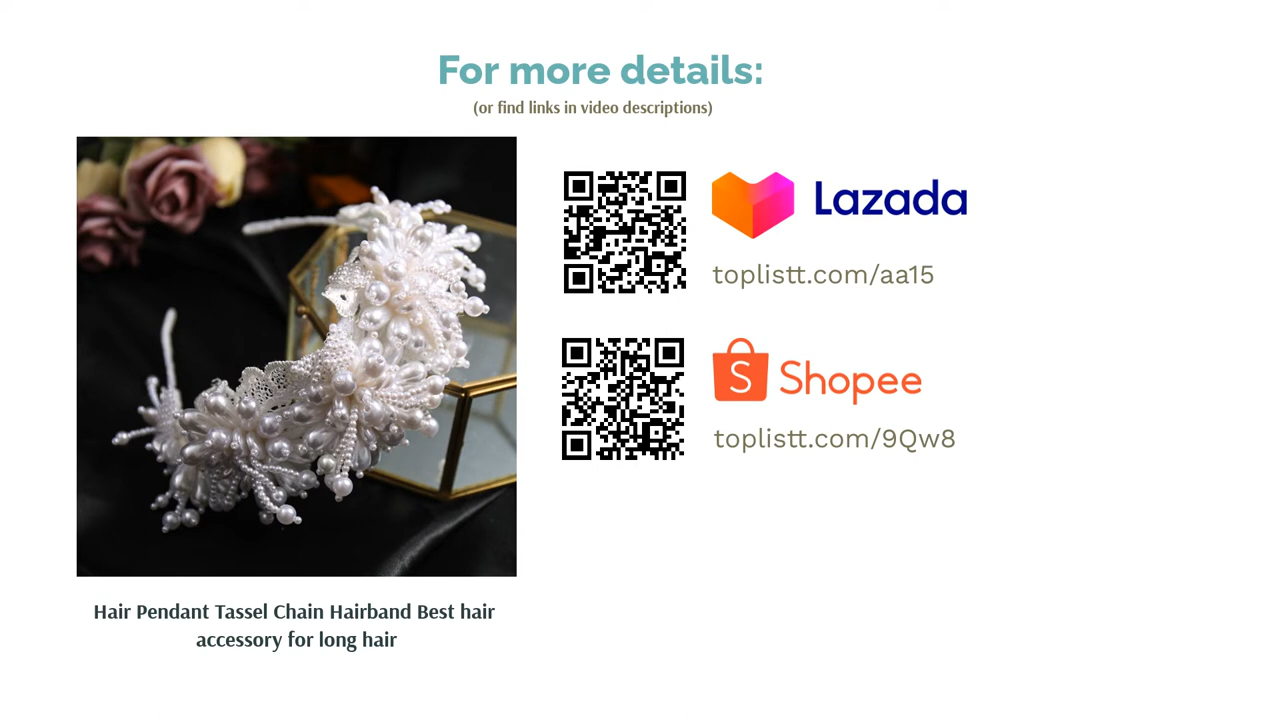 For more details:
(or find links in video descriptions)
Lazada
toplistt.com/aa15
S
Shopee
toplistt.com/9Qw8
Hair Pendant Tassel Chain Hairband Best hair
accessory for long hair